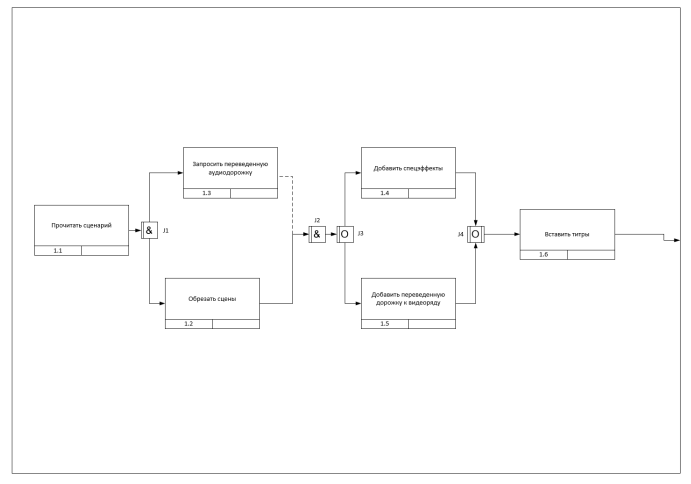 Запросить переведенную
аудиодорожку
1.3
Добавить спецэффекты
1.4
Прочитать сценарий
1.1
&
J1
J2
&
O
J3
J4
O
Вставить титры
1.6
Обрезать сцены
1.2
Добавить переведенную
дорожку к видеоряду
1.5